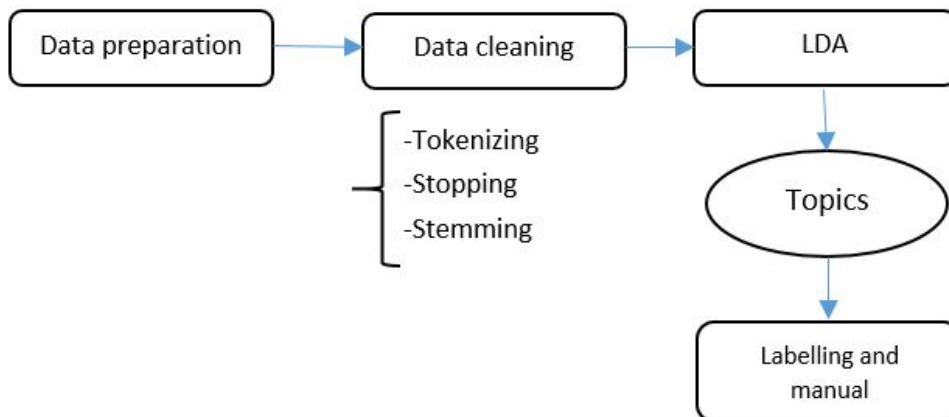 Data preparation
Data cleaning
LDA
-Tokenizing
-Stopping
-Stemming
Topics
Labelling and
manual